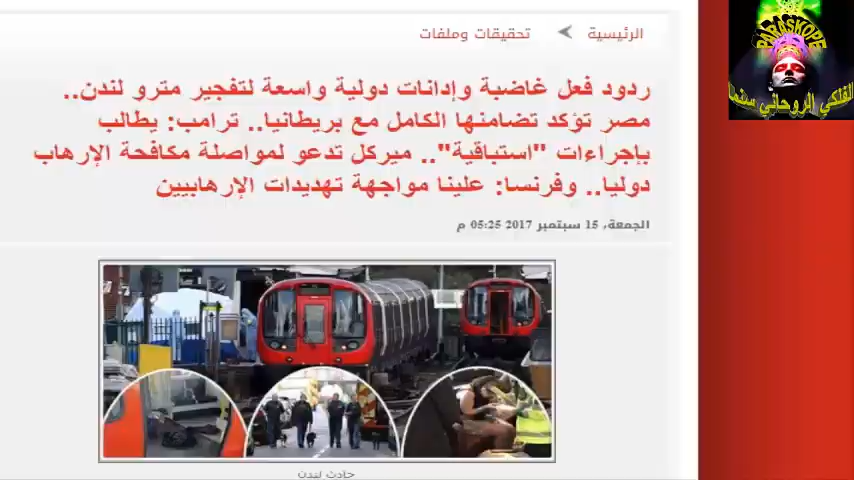 الرئيسية
تحقيقات وملفات
ردود فعل غاضبة وإدانات دولية واسعة لتفجير مترو لندن..
مصر تؤكد تضامنها الكامل مع بريطانيا.. ترامب: يطالب
بإجراءات "استباقية".. ميركل تدعو لمواصلة مكافحة الإرهاب
دوليا.. وفرنسا: علينا مواجهة تهديدات الإرهابيين
الجمعة، 15 سبتمبر 2017 05:25 م
حادث لندن
PARASKOPE
الفلكي الروحاني سنفما